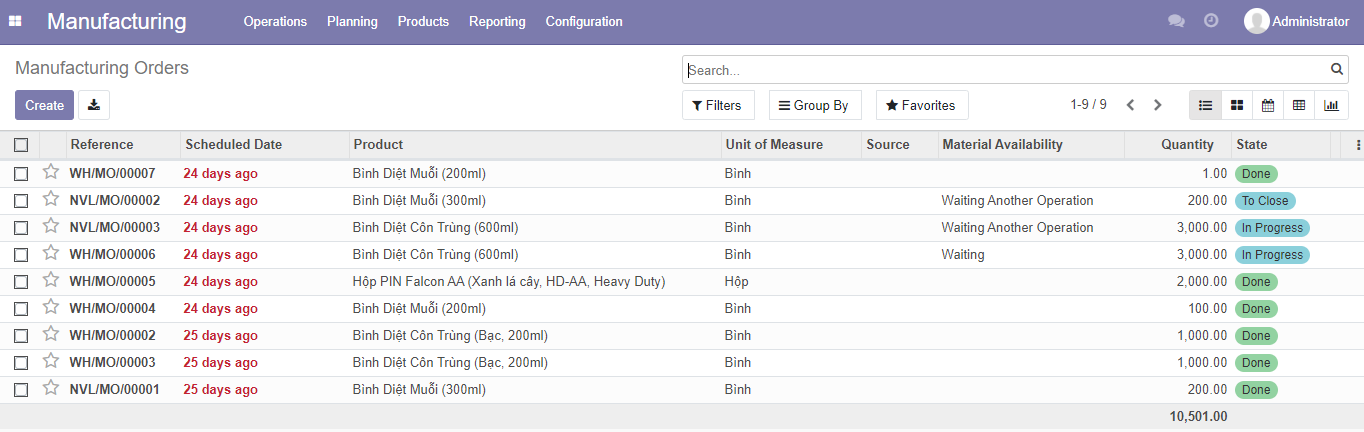 Manufacturing Operations Planning Products Reporting Configuration Administrator
Manufacturing Orders Search...
Create Filters Group By Favorites 1-9 / 9
Reference Scheduled Date Product Unit of Measure Source Material Availability Quantity State
WH/MO/00007 24 days ago Bình Diệt Muỗi (200ml) Bình 1.00 Done
NVL/MO/00002 24 days ago Bình Diệt Muỗi (300ml) Bình Waiting Another Operation 200.00 To Close
NVL/MO/00003 24 days ago Bình Diệt Côn Trùng (600ml) Bình Waiting Another Operation 3,000.00 In Progress
WH/MO/00006 24 days ago Bình Diệt Côn Trùng (600ml) Bình Waiting 3,000.00 In Progress
WH/MO/00005 24 days ago Hộp PIN Falcon AA (Xanh lá cây, HD-AA, Heavy Duty) Hộp 2,000.00 Done
WH/MO/00004 24 days ago Bình Diệt Muỗi (200ml) Bình 100.00 Done
WH/MO/00002 25 days ago Bình Diệt Côn Trùng (Bạc, 200ml) Bình 1,000.00 Done
WH/MO/00003 25 days ago Bình Diệt Côn Trùng (Bạc, 200ml) Bình 1,000.00 Done
NVL/MO/00001 25 days ago Bình Diệt Muỗi (300ml) Bình 200.00 Done
10,501.00